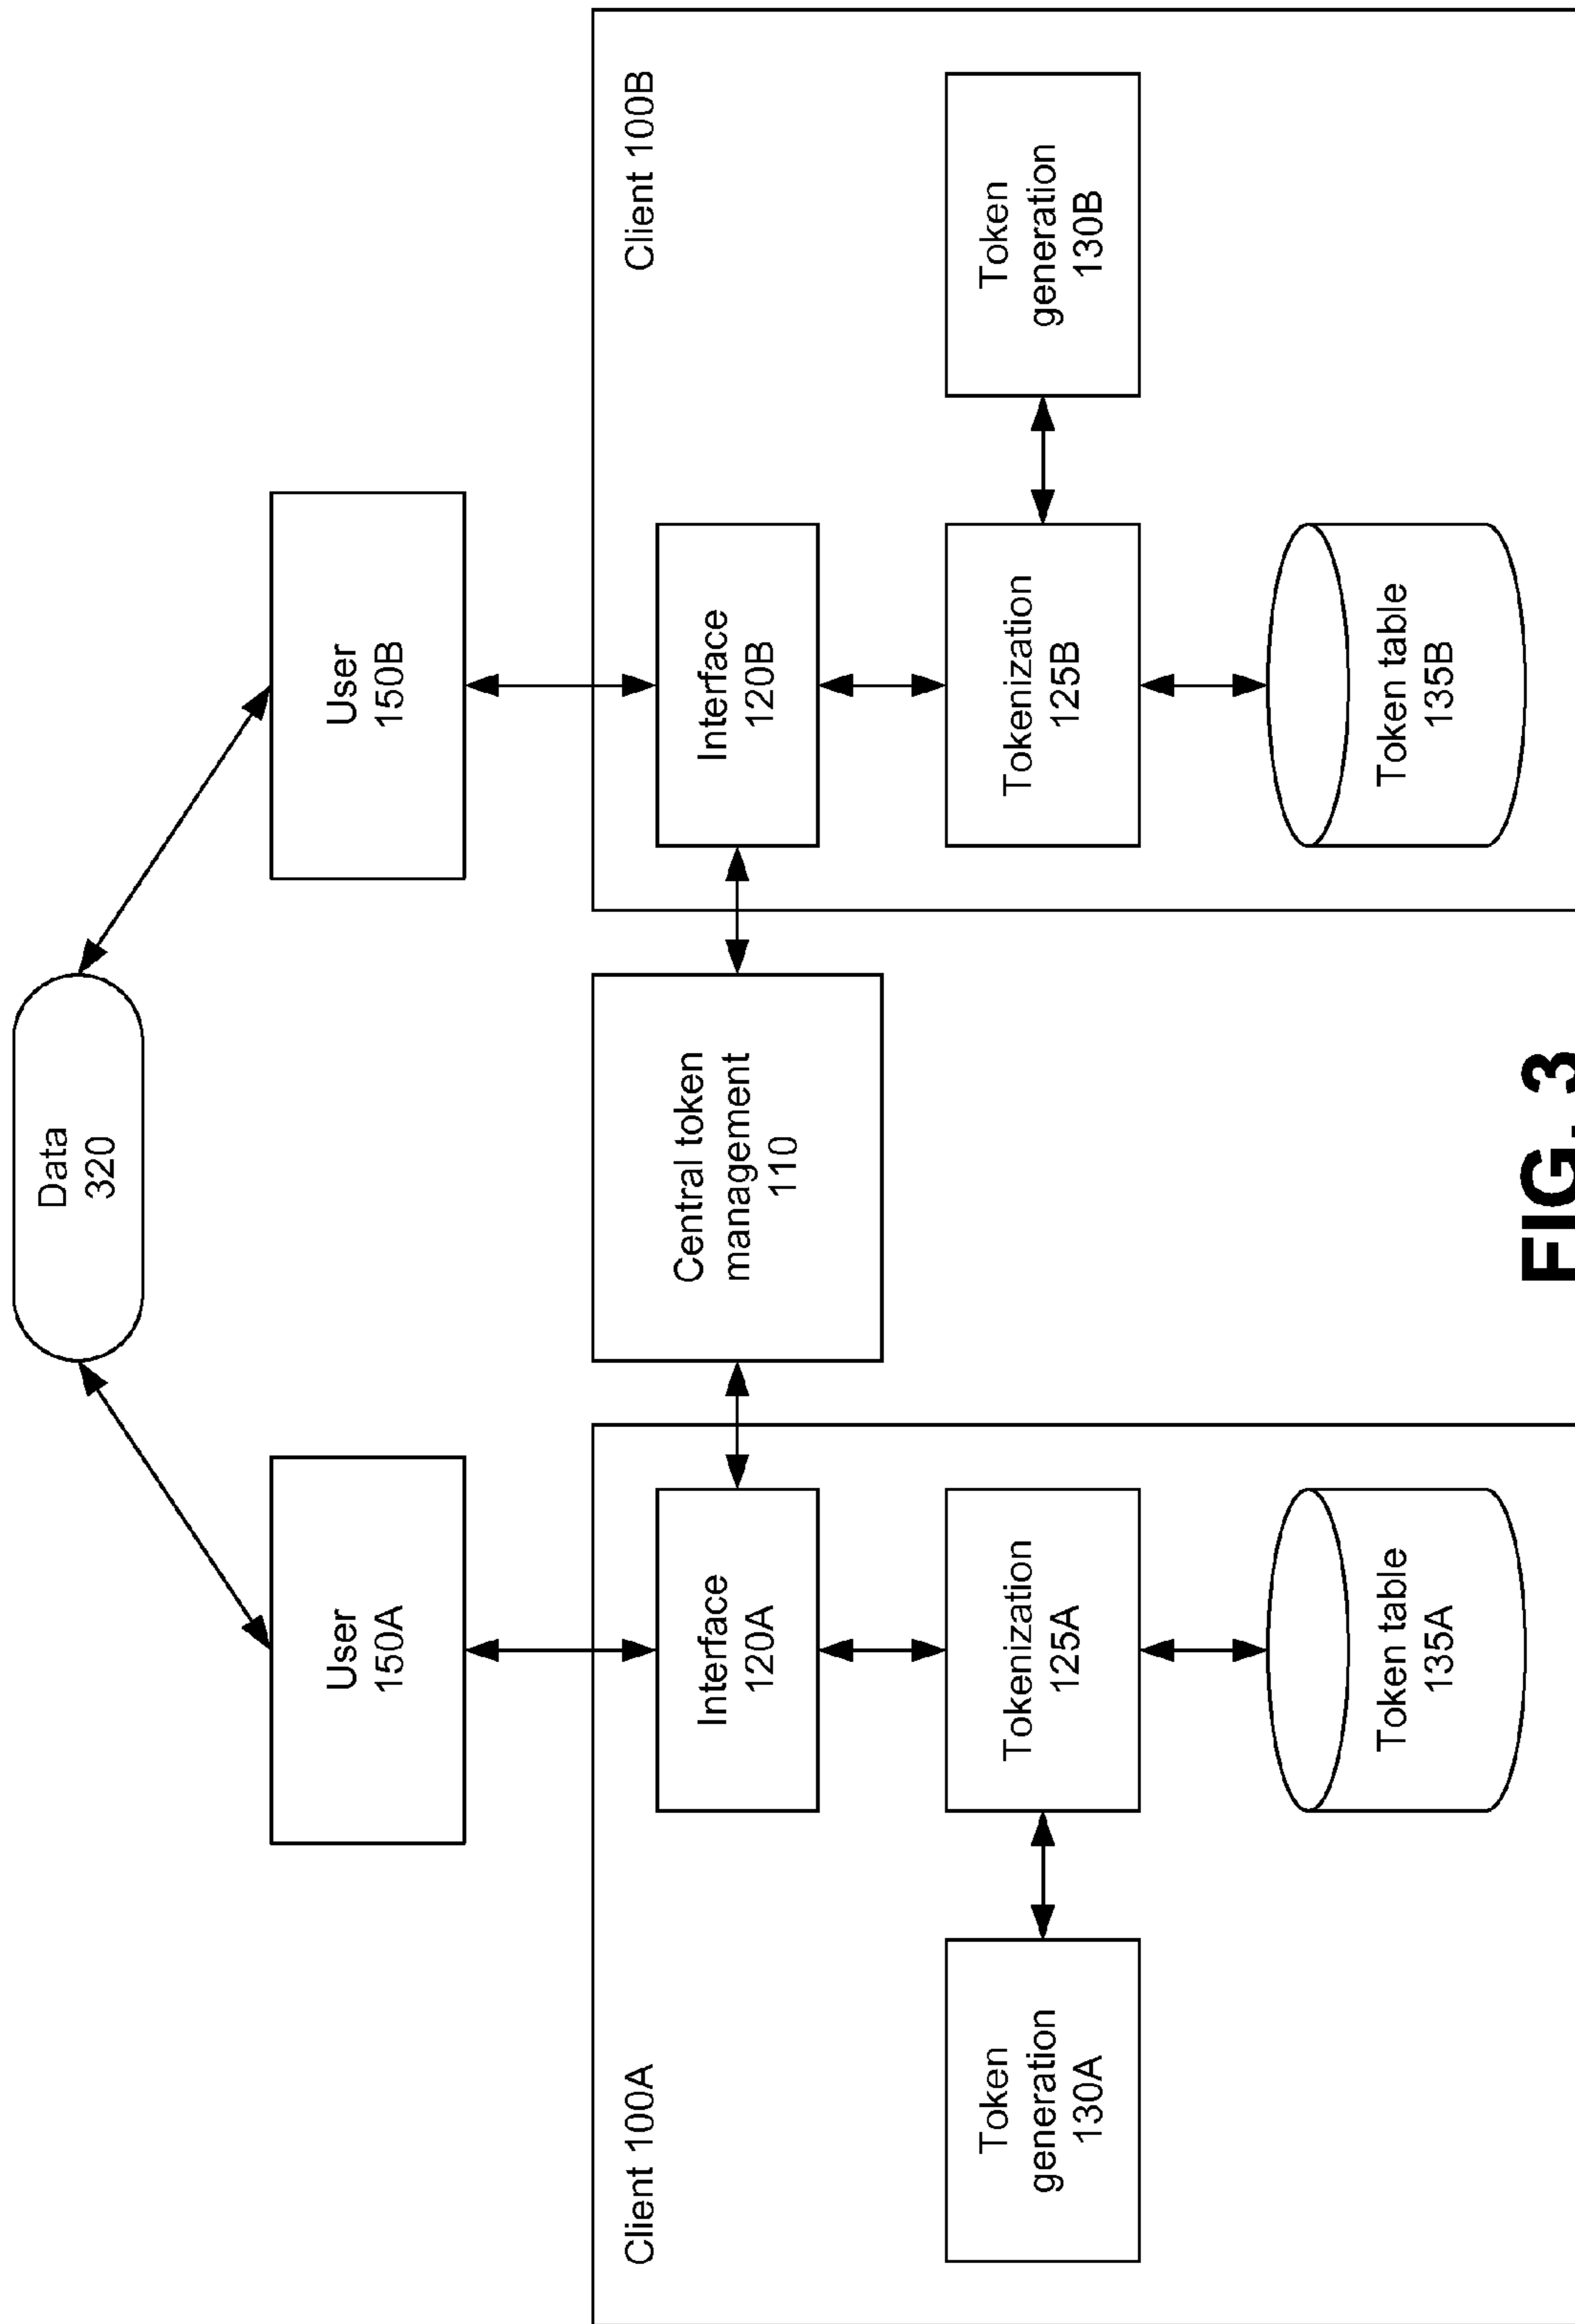 Data
320
User
150A
User
150B
Client 100A
Client 100B
Interface
120A
Central token
management
110
Interface
120B
Token
generation
130A
Tokenization
125A
Tokenization
125B
Token
generation
130B
Token table
135A
Token table
135B
FIG. 3